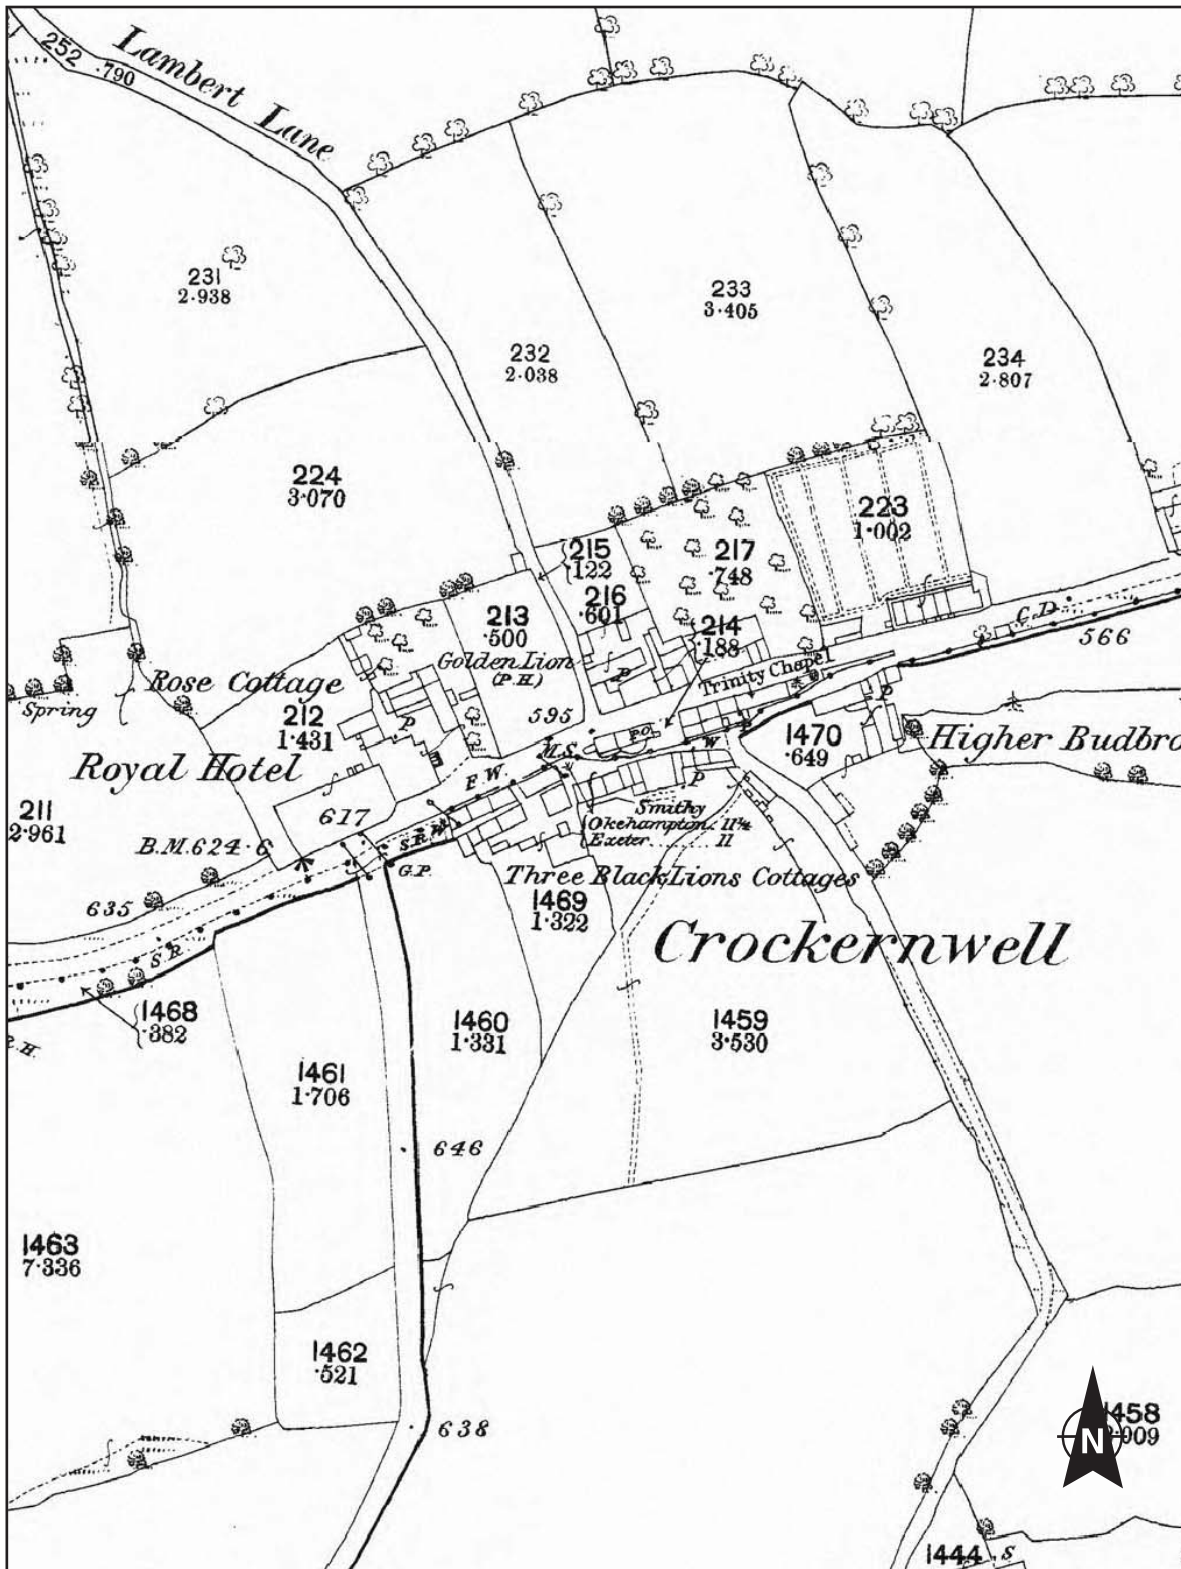 252
·790
Lambert Lane
231
2·938
233
3·405
232
2·038
234
2·807
224
3·070
223
1·002
215
·122
217
·748
216
·601
213
·500
214
·188
C.D.
566
Golden Lion
(P.H.)
P
Trinity Chapel
Rose Cottage
Spring
212
1·431
P
595
P.O.
P
1470
·649
Higher Budbro
Royal Hotel
M.S.
W
F.W.
P
211
2·961
617
Smithy
Okehampton 11¼
Exeter 11
B.M. 624·6
G.P.
Three Black Lions Cottages
635
1469
1·322
Crockernwell
S.R.
1468
·382
1460
1·331
1459
3·530
R.H.
1461
1·706
646
1463
7·336
1462
·521
638
1458
·909
N
1444
S